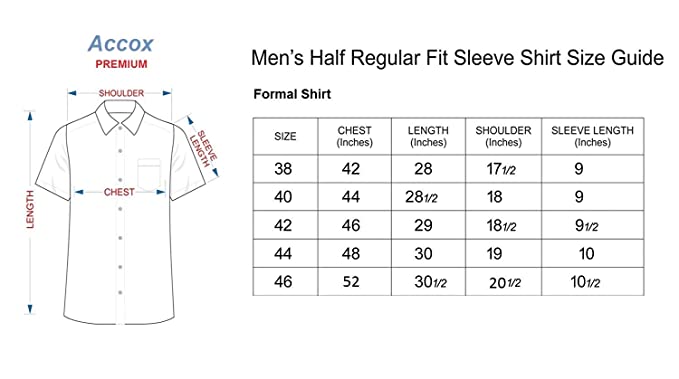 Accox
PREMIUM
SHOULDER
SLEEVE
LENGTH
CHEST
LENGTH
Men’s Half Regular Fit Sleeve Shirt Size Guide
Formal Shirt
SIZE CHEST (Inches) LENGTH (Inches) SHOULDER (Inches) SLEEVE LENGTH (Inches)
38 42 28 17 1/2 9
40 44 28 1/2 18 9
42 46 29 18 1/2 9 1/2
44 48 30 19 10
46 52 30 1/2 20 1/2 10 1/2